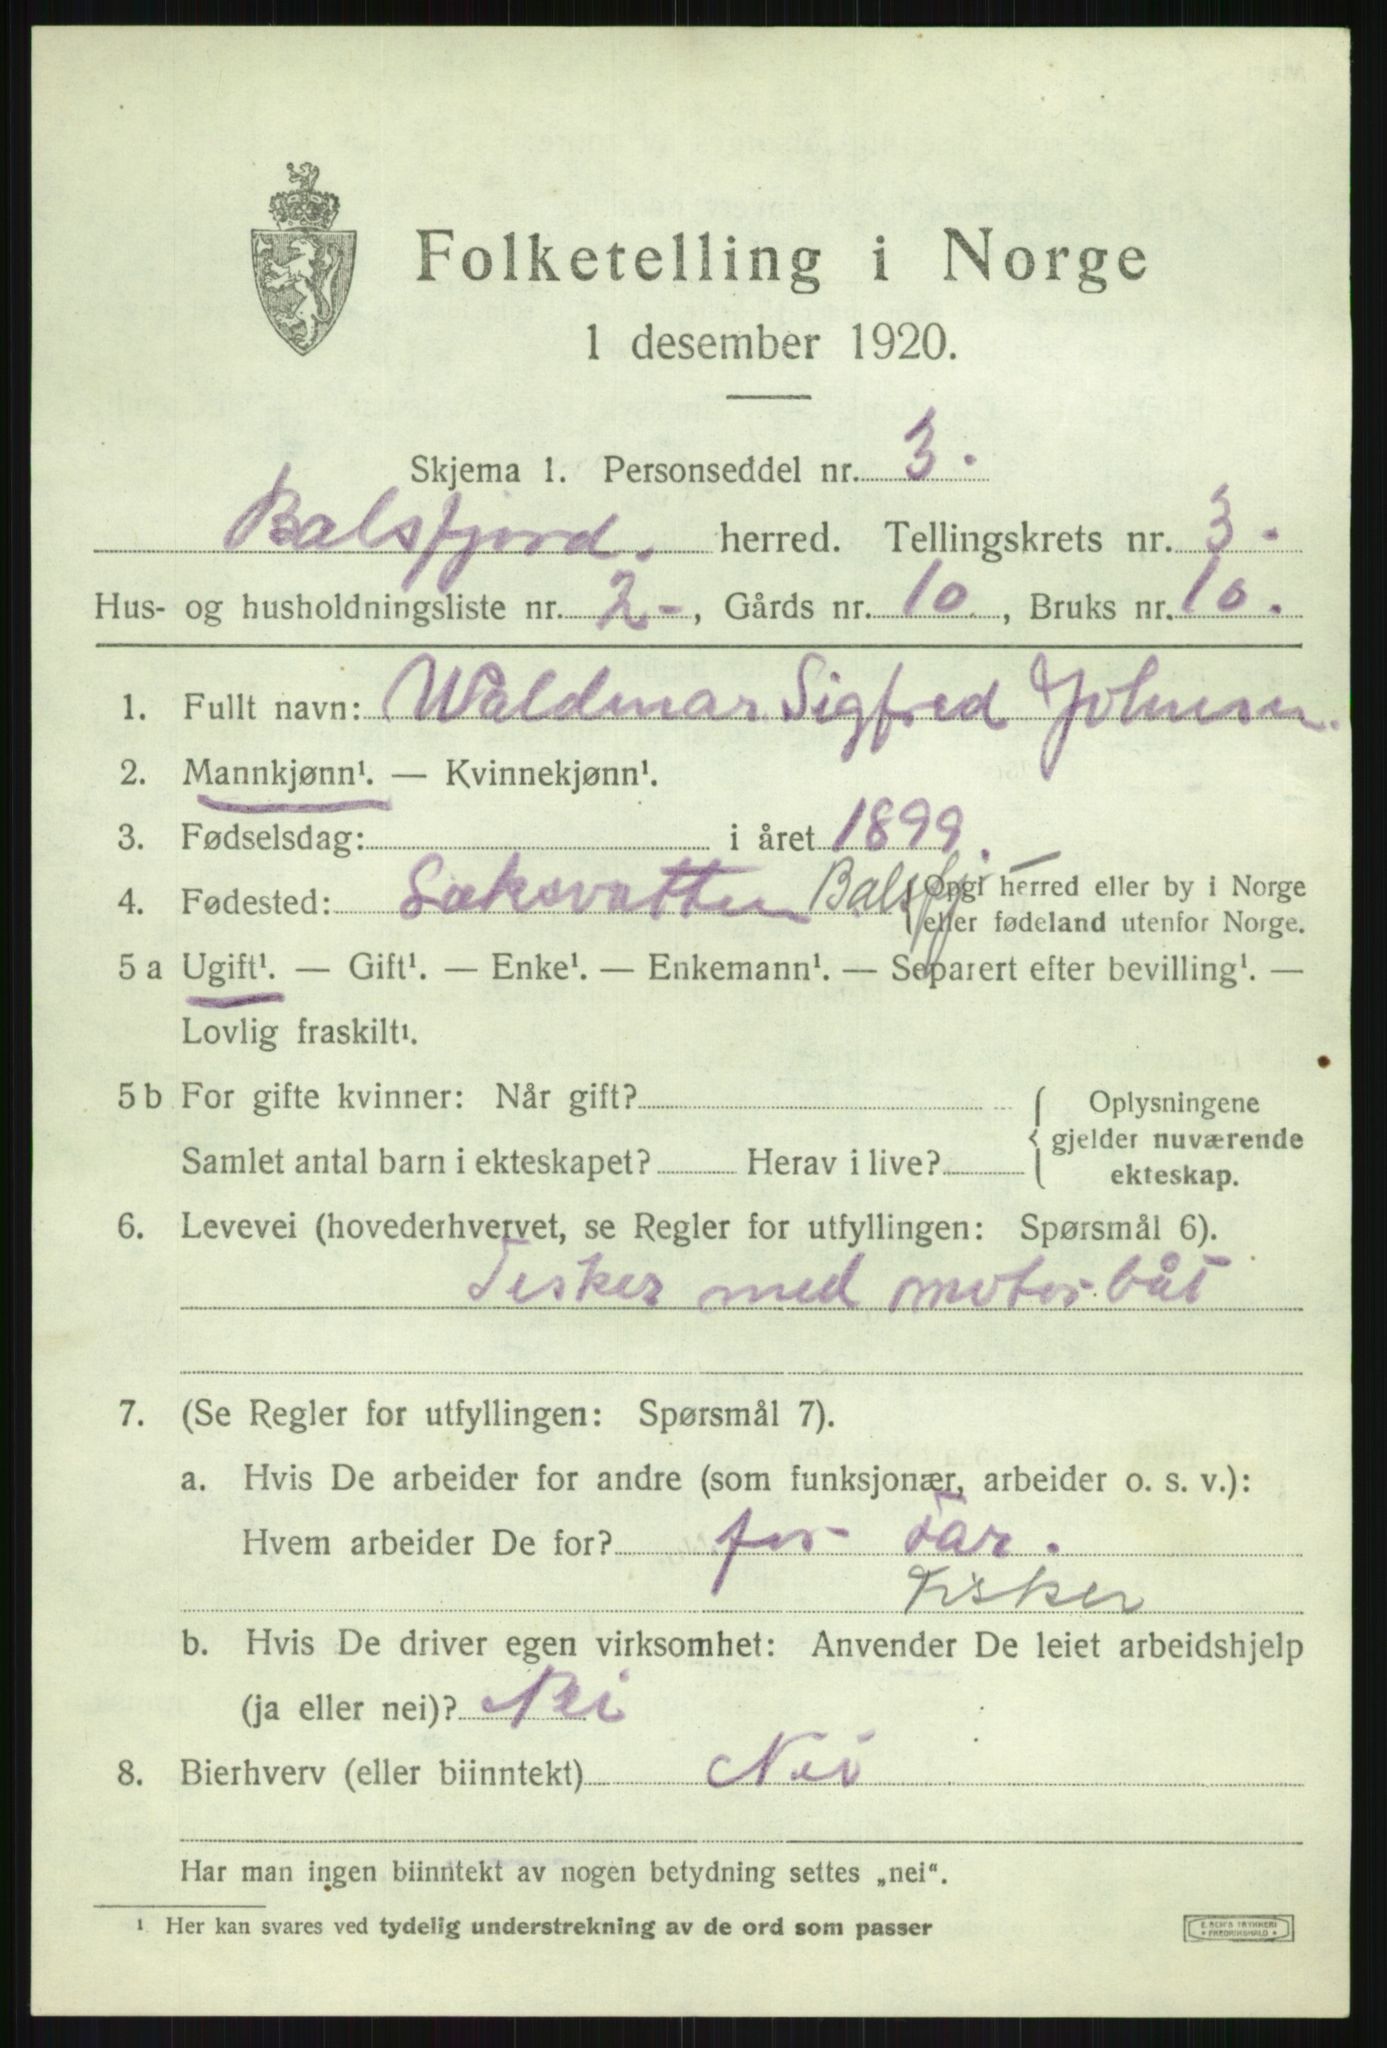 Folketelling i Norge
1 desember 1920.
Skjema 1. Personseddel nr. 3.
Balsfjord. herred. Tellingskrets nr. 3.
Hus- og husholdningsliste nr. 2-, Gårds nr. 10, Bruks nr. 10.
1. Fullt navn: Waldemar Sigfred Johnsen.
2. Mannkjønn¹. — Kvinnekjønn¹.
3. Fødselsdag: i året 1899.
4. Fødested: Sæksvatten Balsfj { Opgi herred eller by i Norge
eller fødeland utenfor Norge.
5 a Ugift¹. — Gift¹. — Enke¹. — Enkemann¹. — Separert efter bevilling¹. —
Lovlig fraskilt¹.
5 b For gifte kvinner: Når gift? { Oplysningene
gjelder nuværende
Samlet antal barn i ekteskapet? Herav i live?
ekteskap.
6. Levevei (hovederhvervet, se Regler for utfyllingen: Spørsmål 6).
Fesker med motorbåt
7. (Se Regler for utfyllingen: Spørsmål 7).
a. Hvis De arbeider for andre (som funksjonær, arbeider o. s. v.):
Hvem arbeider De for? for Far.
Fisker
b. Hvis De driver egen virksomhet: Anvender De leiet arbeidshjelp
(ja eller nei)? Nei
8. Bierhverv (eller biinntekt) Nei
Har man ingen biinntekt av nogen betydning settes „nei“.
¹ Her kan svares ved tydelig understrekning av de ord som passer